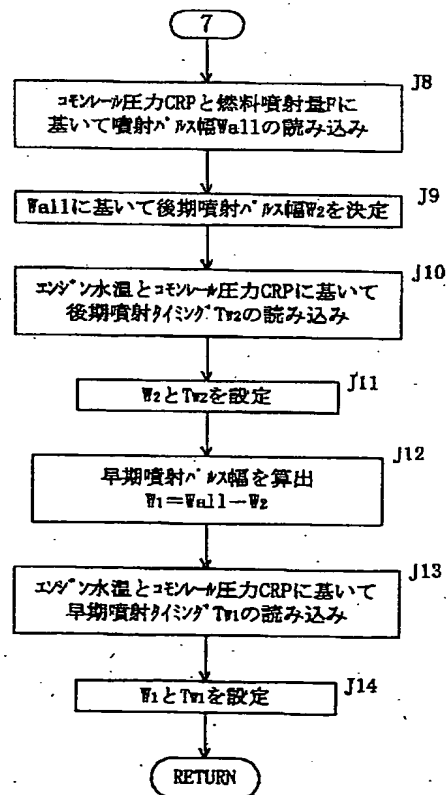 7
J8
コモンレール圧力CRPと燃料噴射量Fに
基いて噴射パルス幅Wallの読み込み
J9
Wallに基いて後期噴射パルス幅W2を決定
J10
エンジン水温とコモンレール圧力CRPに基いて
後期噴射タイミングTw2の読み込み
J11
W2とTw2を設定
J12
早期噴射パルス幅を算出
W1=Wall−W2
J13
エンジン水温とコモンレール圧力CRPに基いて
早期噴射タイミングTw1の読み込み
J14
W1とTw1を設定
RETURN